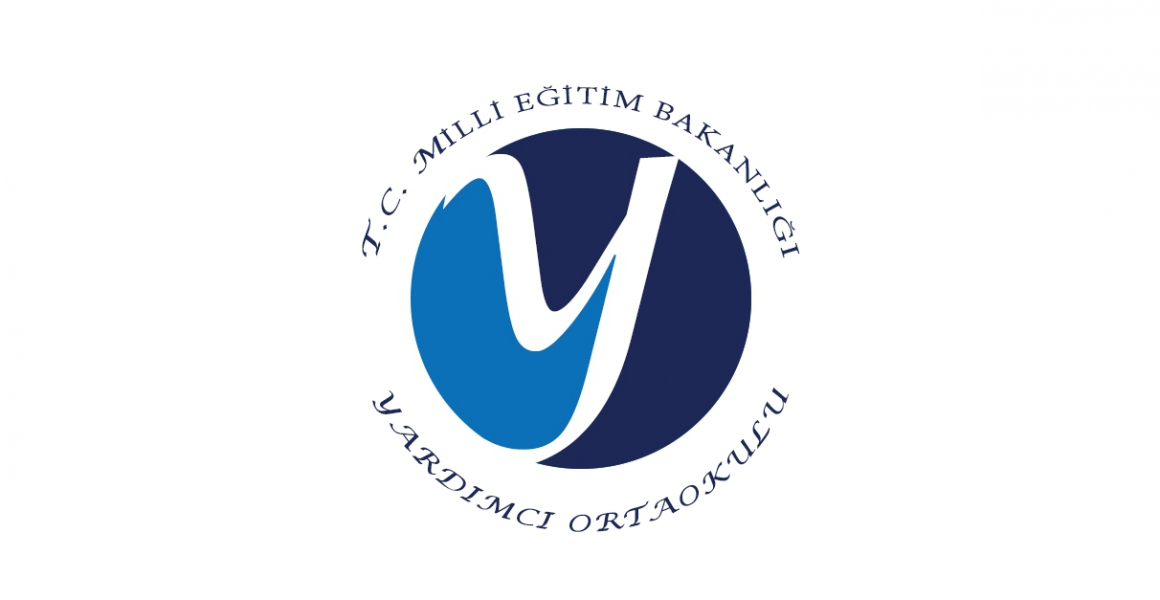 T.C. MİLLİ EĞİTİM BAKANLIĞI
y
YARDIMCI ORTAOKULU